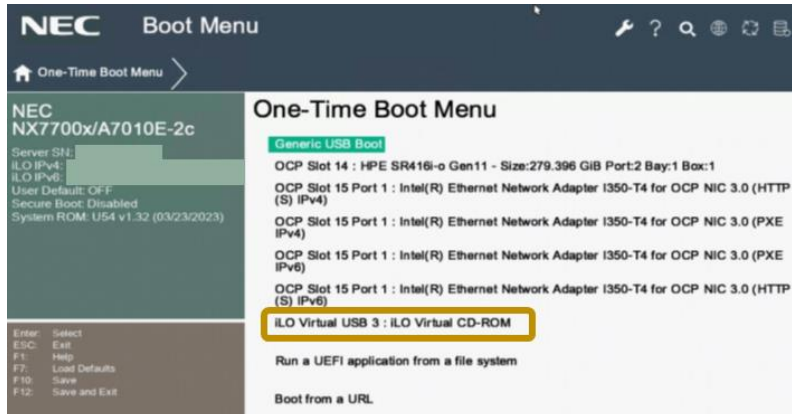 NEC Boot Menu
One-Time Boot Menu
NEC
NX7700x/A7010E-2c
Server SN:
iLO IPv4:
iLO IPv6:
User Default: OFF
Secure Boot: Disabled
System ROM: U54 v1.32 (03/23/2023)
Enter: Select
ESC: Exit
F1: Help
F7: Load Defaults
F10: Save
F12: Save and Exit
One-Time Boot Menu
Generic USB Boot
OCP Slot 14 : HPE SR416i-o Gen11 - Size:279.396 GiB Port:2 Bay:1 Box:1
OCP Slot 15 Port 1 : Intel(R) Ethernet Network Adapter I350-T4 for OCP NIC 3.0 (HTTP
(S) IPv4)
OCP Slot 15 Port 1 : Intel(R) Ethernet Network Adapter I350-T4 for OCP NIC 3.0 (PXE
IPv4)
OCP Slot 15 Port 1 : Intel(R) Ethernet Network Adapter I350-T4 for OCP NIC 3.0 (PXE
IPv6)
OCP Slot 15 Port 1 : Intel(R) Ethernet Network Adapter I350-T4 for OCP NIC 3.0 (HTTP
(S) IPv6)
iLO Virtual USB 3 : iLO Virtual CD-ROM
Run a UEFI application from a file system
Boot from a URL